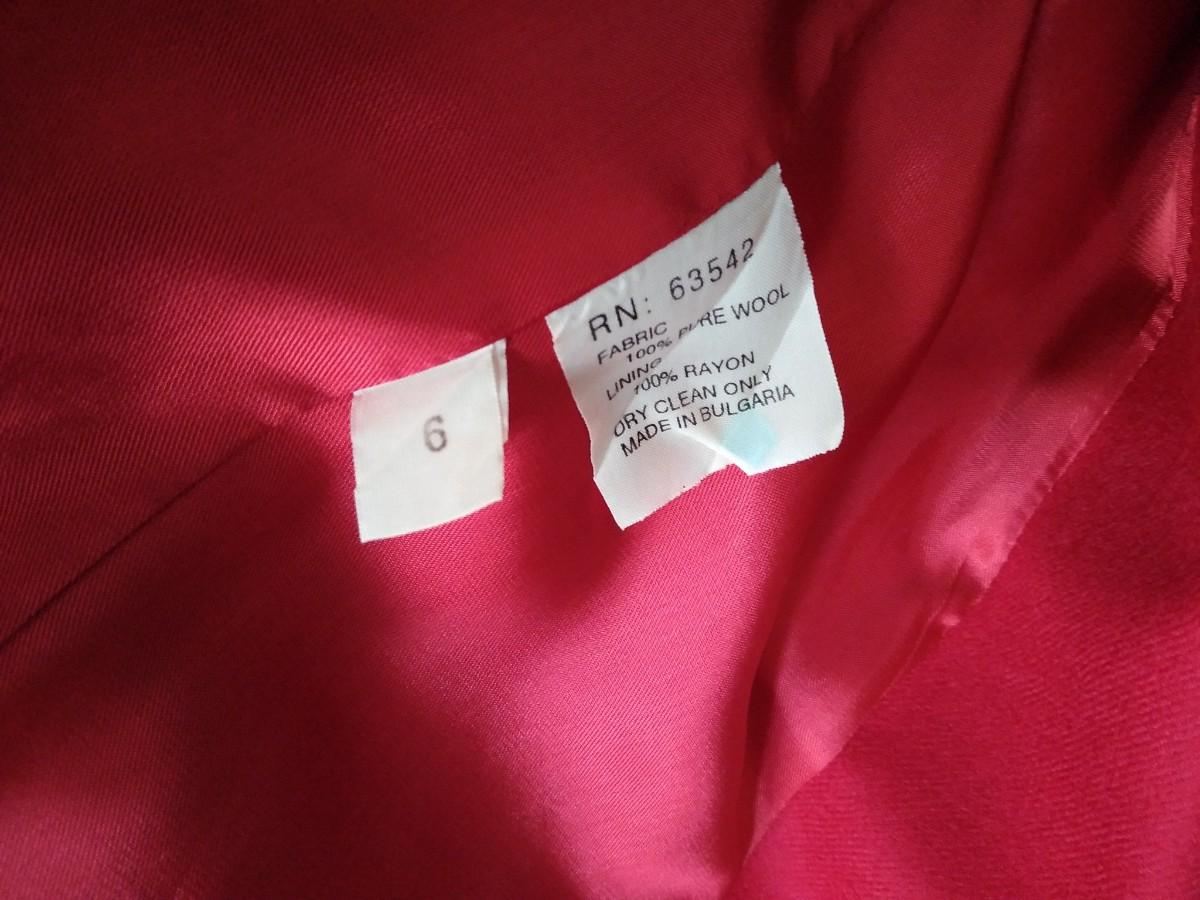 6
RN: 63542
FABRIC
100% PURE WOOL
LINING
100% RAYON
DRY CLEAN ONLY
MADE IN BULGARIA